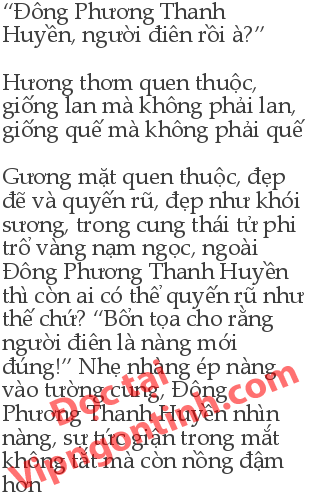 “Đông Phương Thanh
Huyền, người điên rồi à?”
Hương thơm quen thuộc,
giống lan mà không phải lan,
giống quế mà không phải quế
Gương mặt quen thuộc, đẹp
đẽ và quyến rũ, đẹp như khói
sương, trong cung thái tử phi
trổ vàng nạm ngọc, ngoài
Đông Phương Thanh Huyền
thì còn ai có thể quyến rũ như
thế chứ? “Bổn tọa cho rằng
người điên là nàng mới
đúng!” Nhẹ nhàng ép nàng
vào tường cung, Đông
Phương Thanh Huyền nhìn
nàng, sự tức giận trong mắt
không tắt mà còn nồng đậm
hơn
Doc tai
Vipngontinh.com